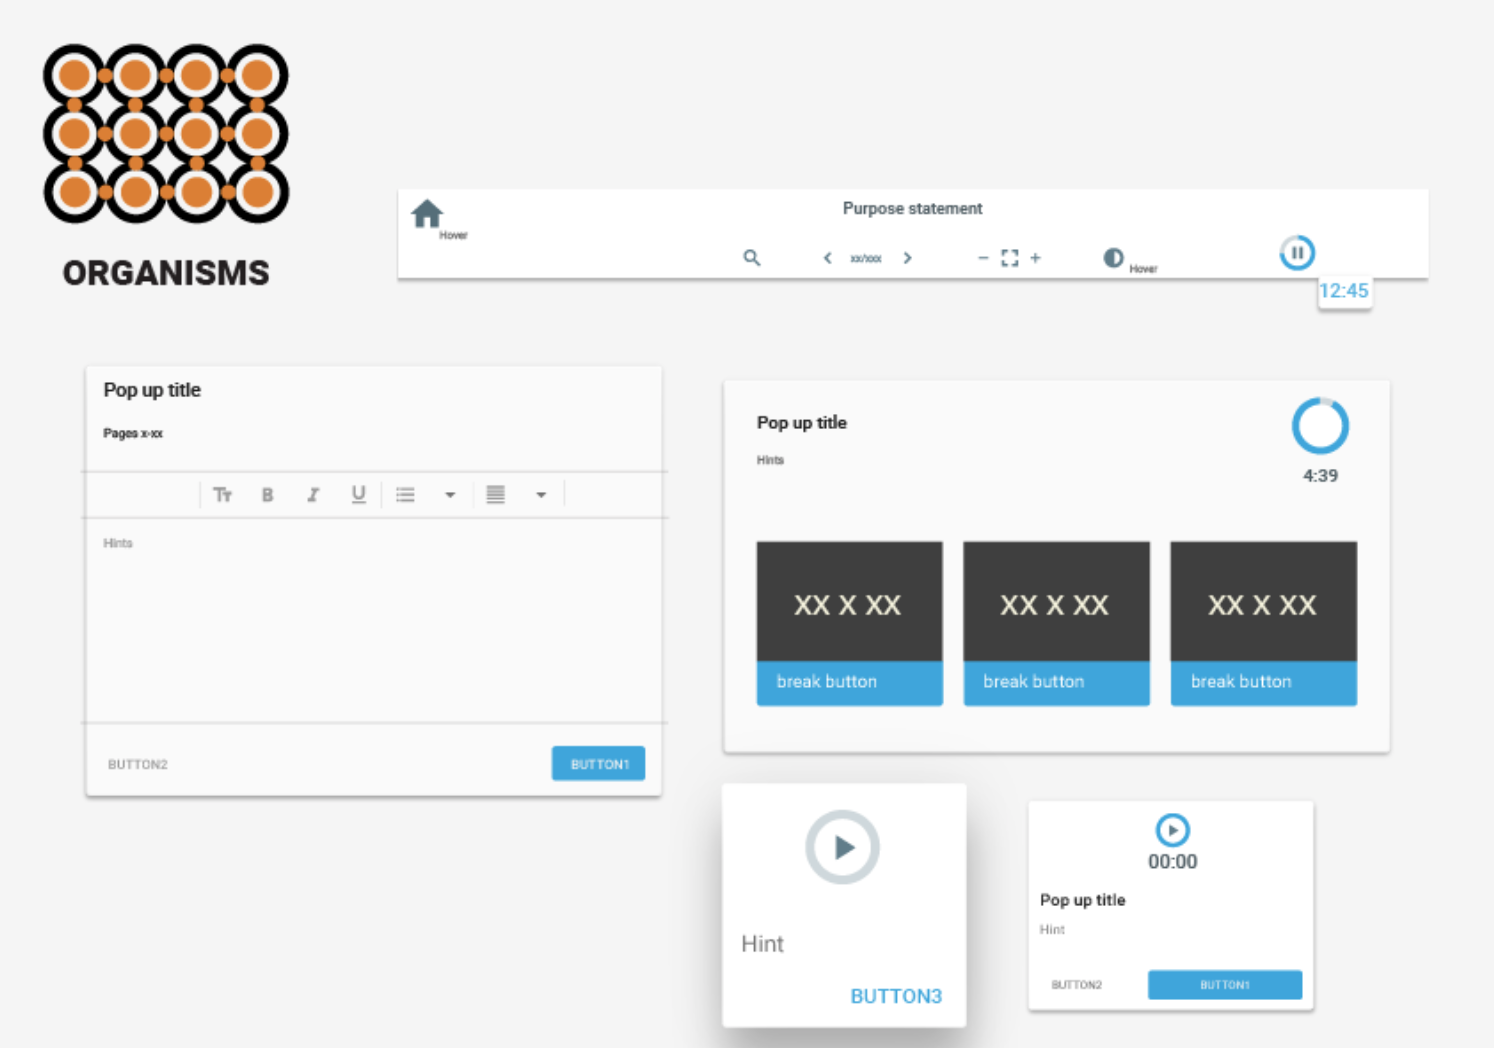 ORGANISMS
Purpose statement
Hover
xx/xxx
Hover
12:45
Pop up title
Pages x-xx
Tт B I U
Hints
BUTTON2 BUTTON1
Pop up title
Hints
4:39
XX X XX XX X XX XX X XX
break button break button break button
Hint
BUTTON3
00:00
Pop up title
Hint
BUTTON2 BUTTON1